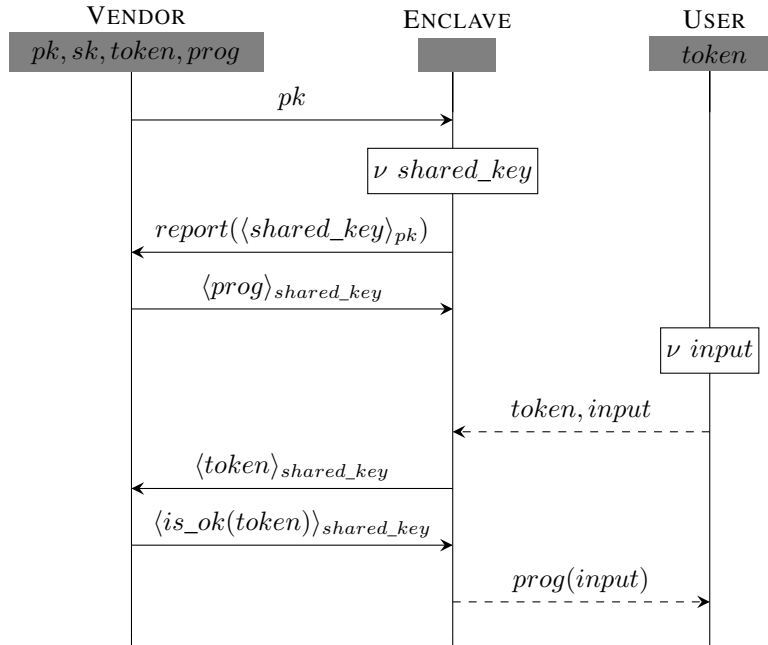 VENDOR ENCLAVE USER
pk, sk, token, prog token
pk
ν shared_key
report(⟨shared_key⟩pk)
⟨prog⟩shared_key
ν input
token, input
⟨token⟩shared_key
⟨is_ok(token)⟩shared_key
prog(input)